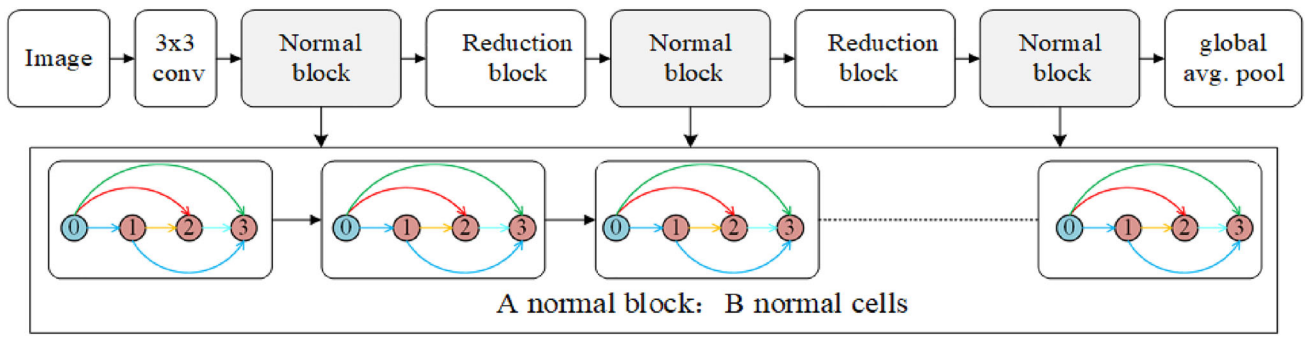 Image
3x3
conv
Normal
block
Reduction
block
Normal
block
Reduction
block
Normal
block
global
avg. pool
0 1 2 3
0 1 2 3
0 1 2 3
0 1 2 3
A normal block: B normal cells